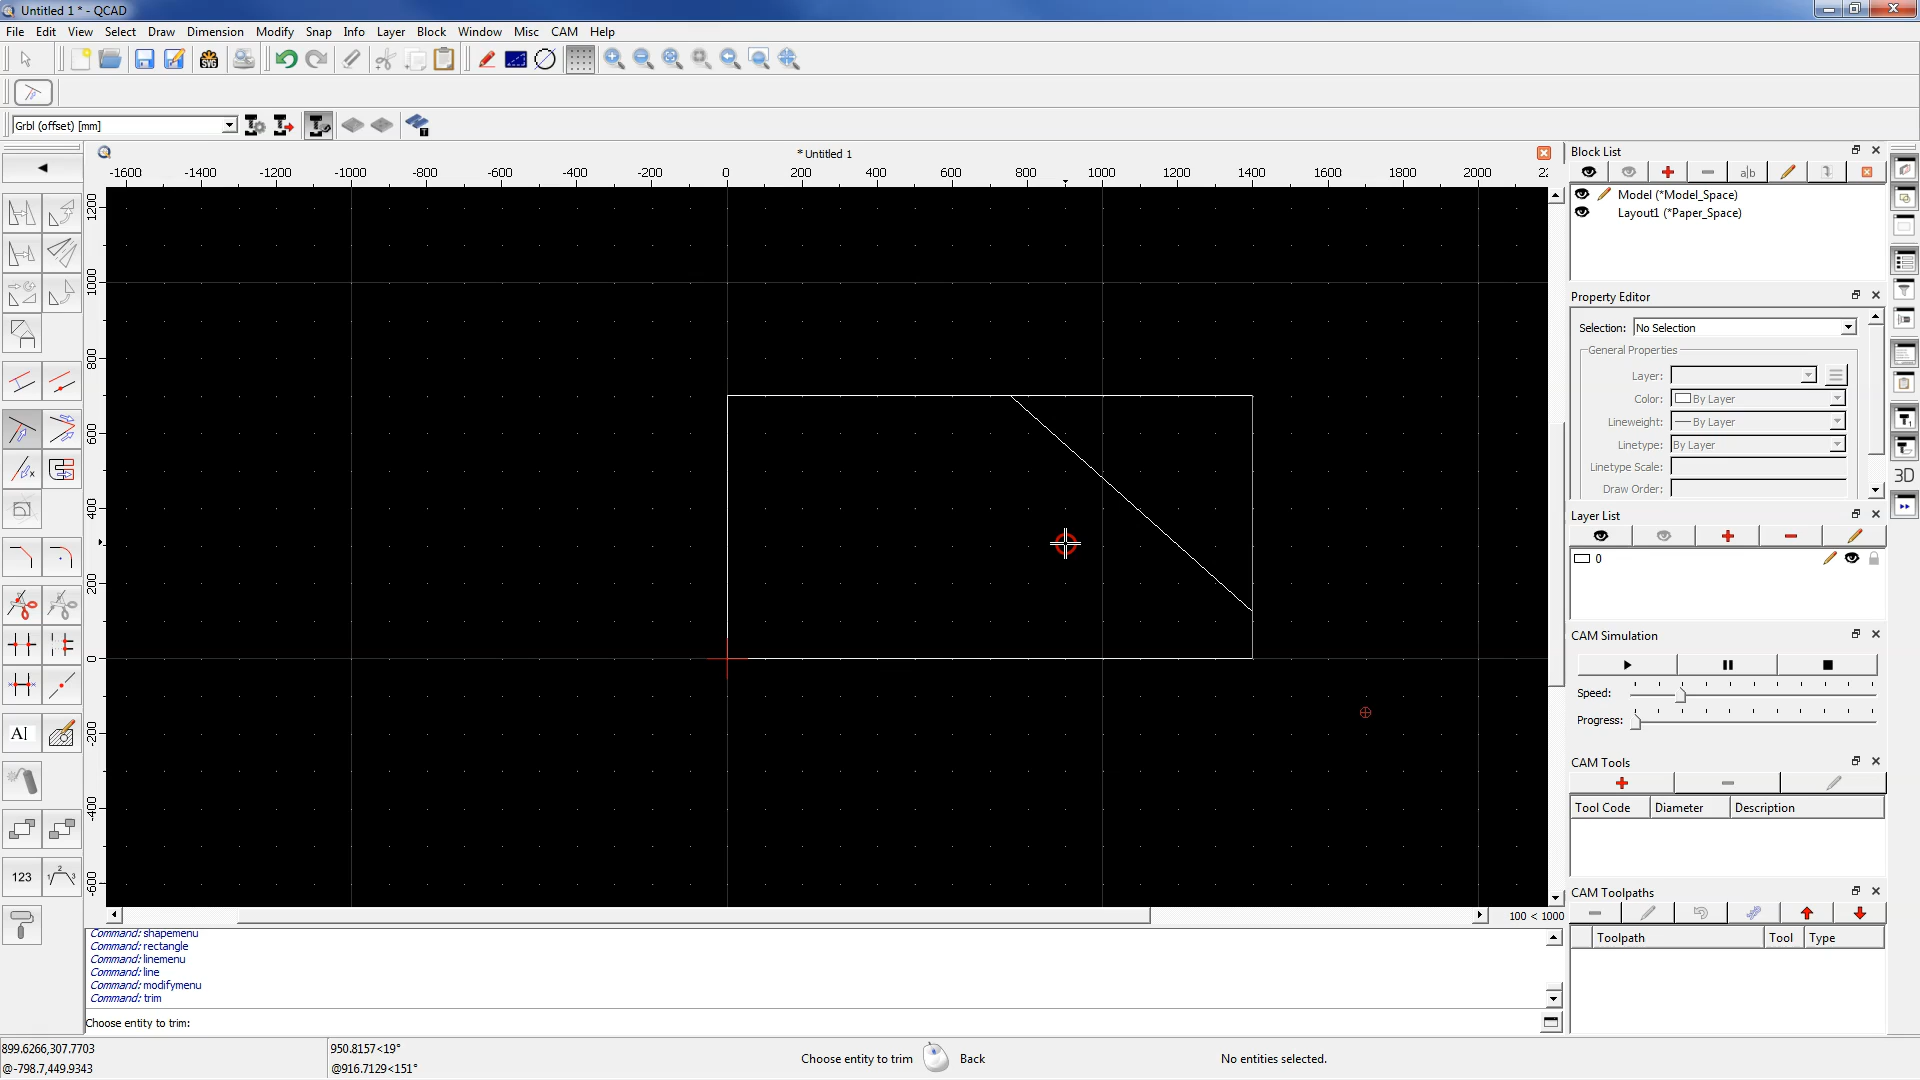 Untitled 1 * - QCAD
File Edit View Select Draw Dimension Modify Snap Info Layer Block Window Misc CAM Help
SVG
Grbl (offset) [mm]
*Untitled 1
-1600 -1400 -1000 -800 -600 -400 -200 0 200 400 600 800 1000 1200 1400 1600 1800 2000 22
1200
1000
800
600
400
200
0
-200
-400
-600
100 < 1000
A
123
1 2 3
Block List
a|b
Model (*Model_Space)
Layout1 (*Paper_Space)
Property Editor
Selection: No Selection
General Properties
Layer:
Color: By Layer
Lineweight: By Layer
Linetype: By Layer
Linetype Scale:
Draw Order:
Layer List
0
CAM Simulation
Speed:
Progress:
CAM Tools
Tool Code Diameter Description
CAM Toolpaths
Toolpath Tool Type
3D
Command: shapemenu
Command: rectangle
Command: linemenu
Command: line
Command: modifymenu
Command: trim
Choose entity to trim:
899.6266,307.7703
@-798.7,449.9343
950.8157<19°
@916.7129<151°
Choose entity to trim Back
No entities selected.